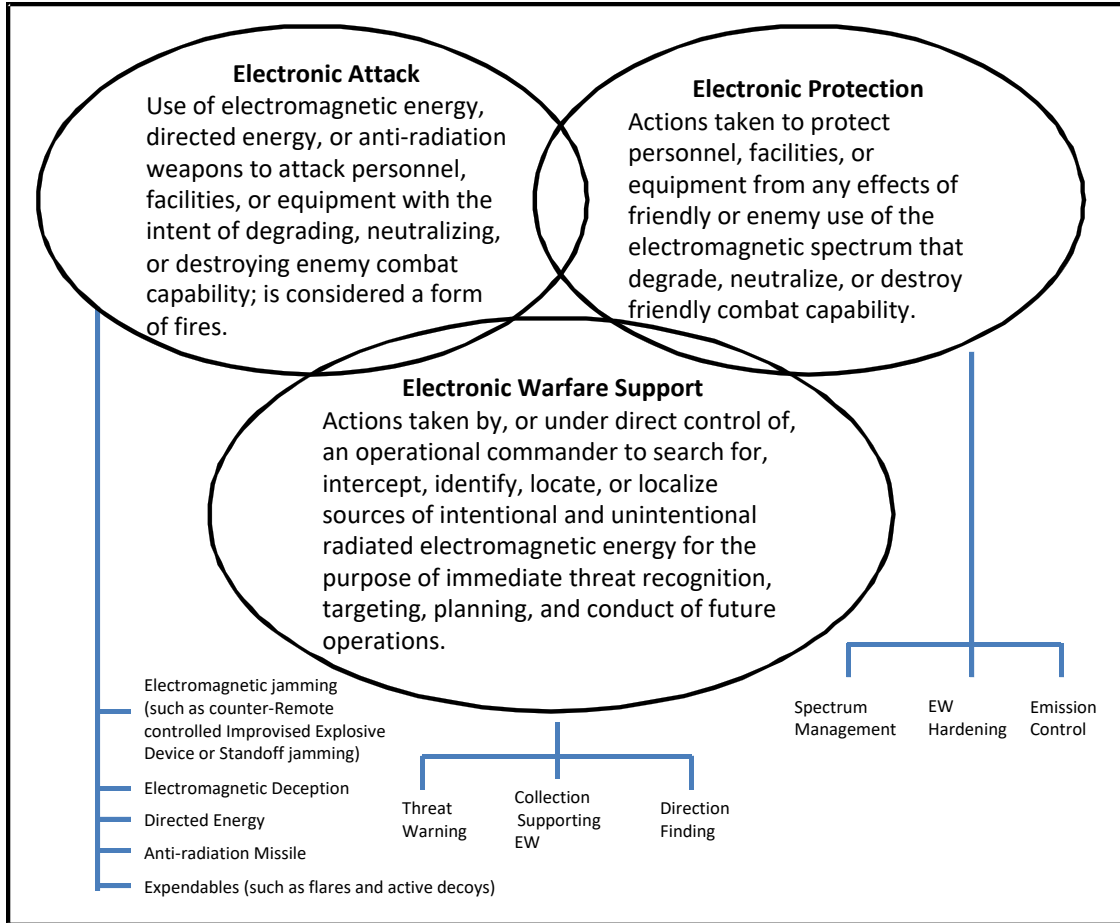 Electronic Attack
Use of electromagnetic energy,
directed energy, or anti-radiation
weapons to attack personnel,
facilities, or equipment with the
intent of degrading, neutralizing,
or destroying enemy combat
capability; is considered a form
of fires.
Electronic Protection
Actions taken to protect
personnel, facilities, or
equipment from any effects of
friendly or enemy use of the
electromagnetic spectrum that
degrade, neutralize, or destroy
friendly combat capability.
Electronic Warfare Support
Actions taken by, or under direct control of,
an operational commander to search for,
intercept, identify, locate, or localize
sources of intentional and unintentional
radiated electromagnetic energy for the
purpose of immediate threat recognition,
targeting, planning, and conduct of future
operations.
Electromagnetic jamming
(such as counter-Remote
controlled Improvised Explosive
Device or Standoff jamming)
Electromagnetic Deception
Directed Energy
Anti-radiation Missile
Expendables (such as flares and active decoys)
Threat
Warning
Collection
Supporting
EW
Direction
Finding
Spectrum
Management
EW
Hardening
Emission
Control